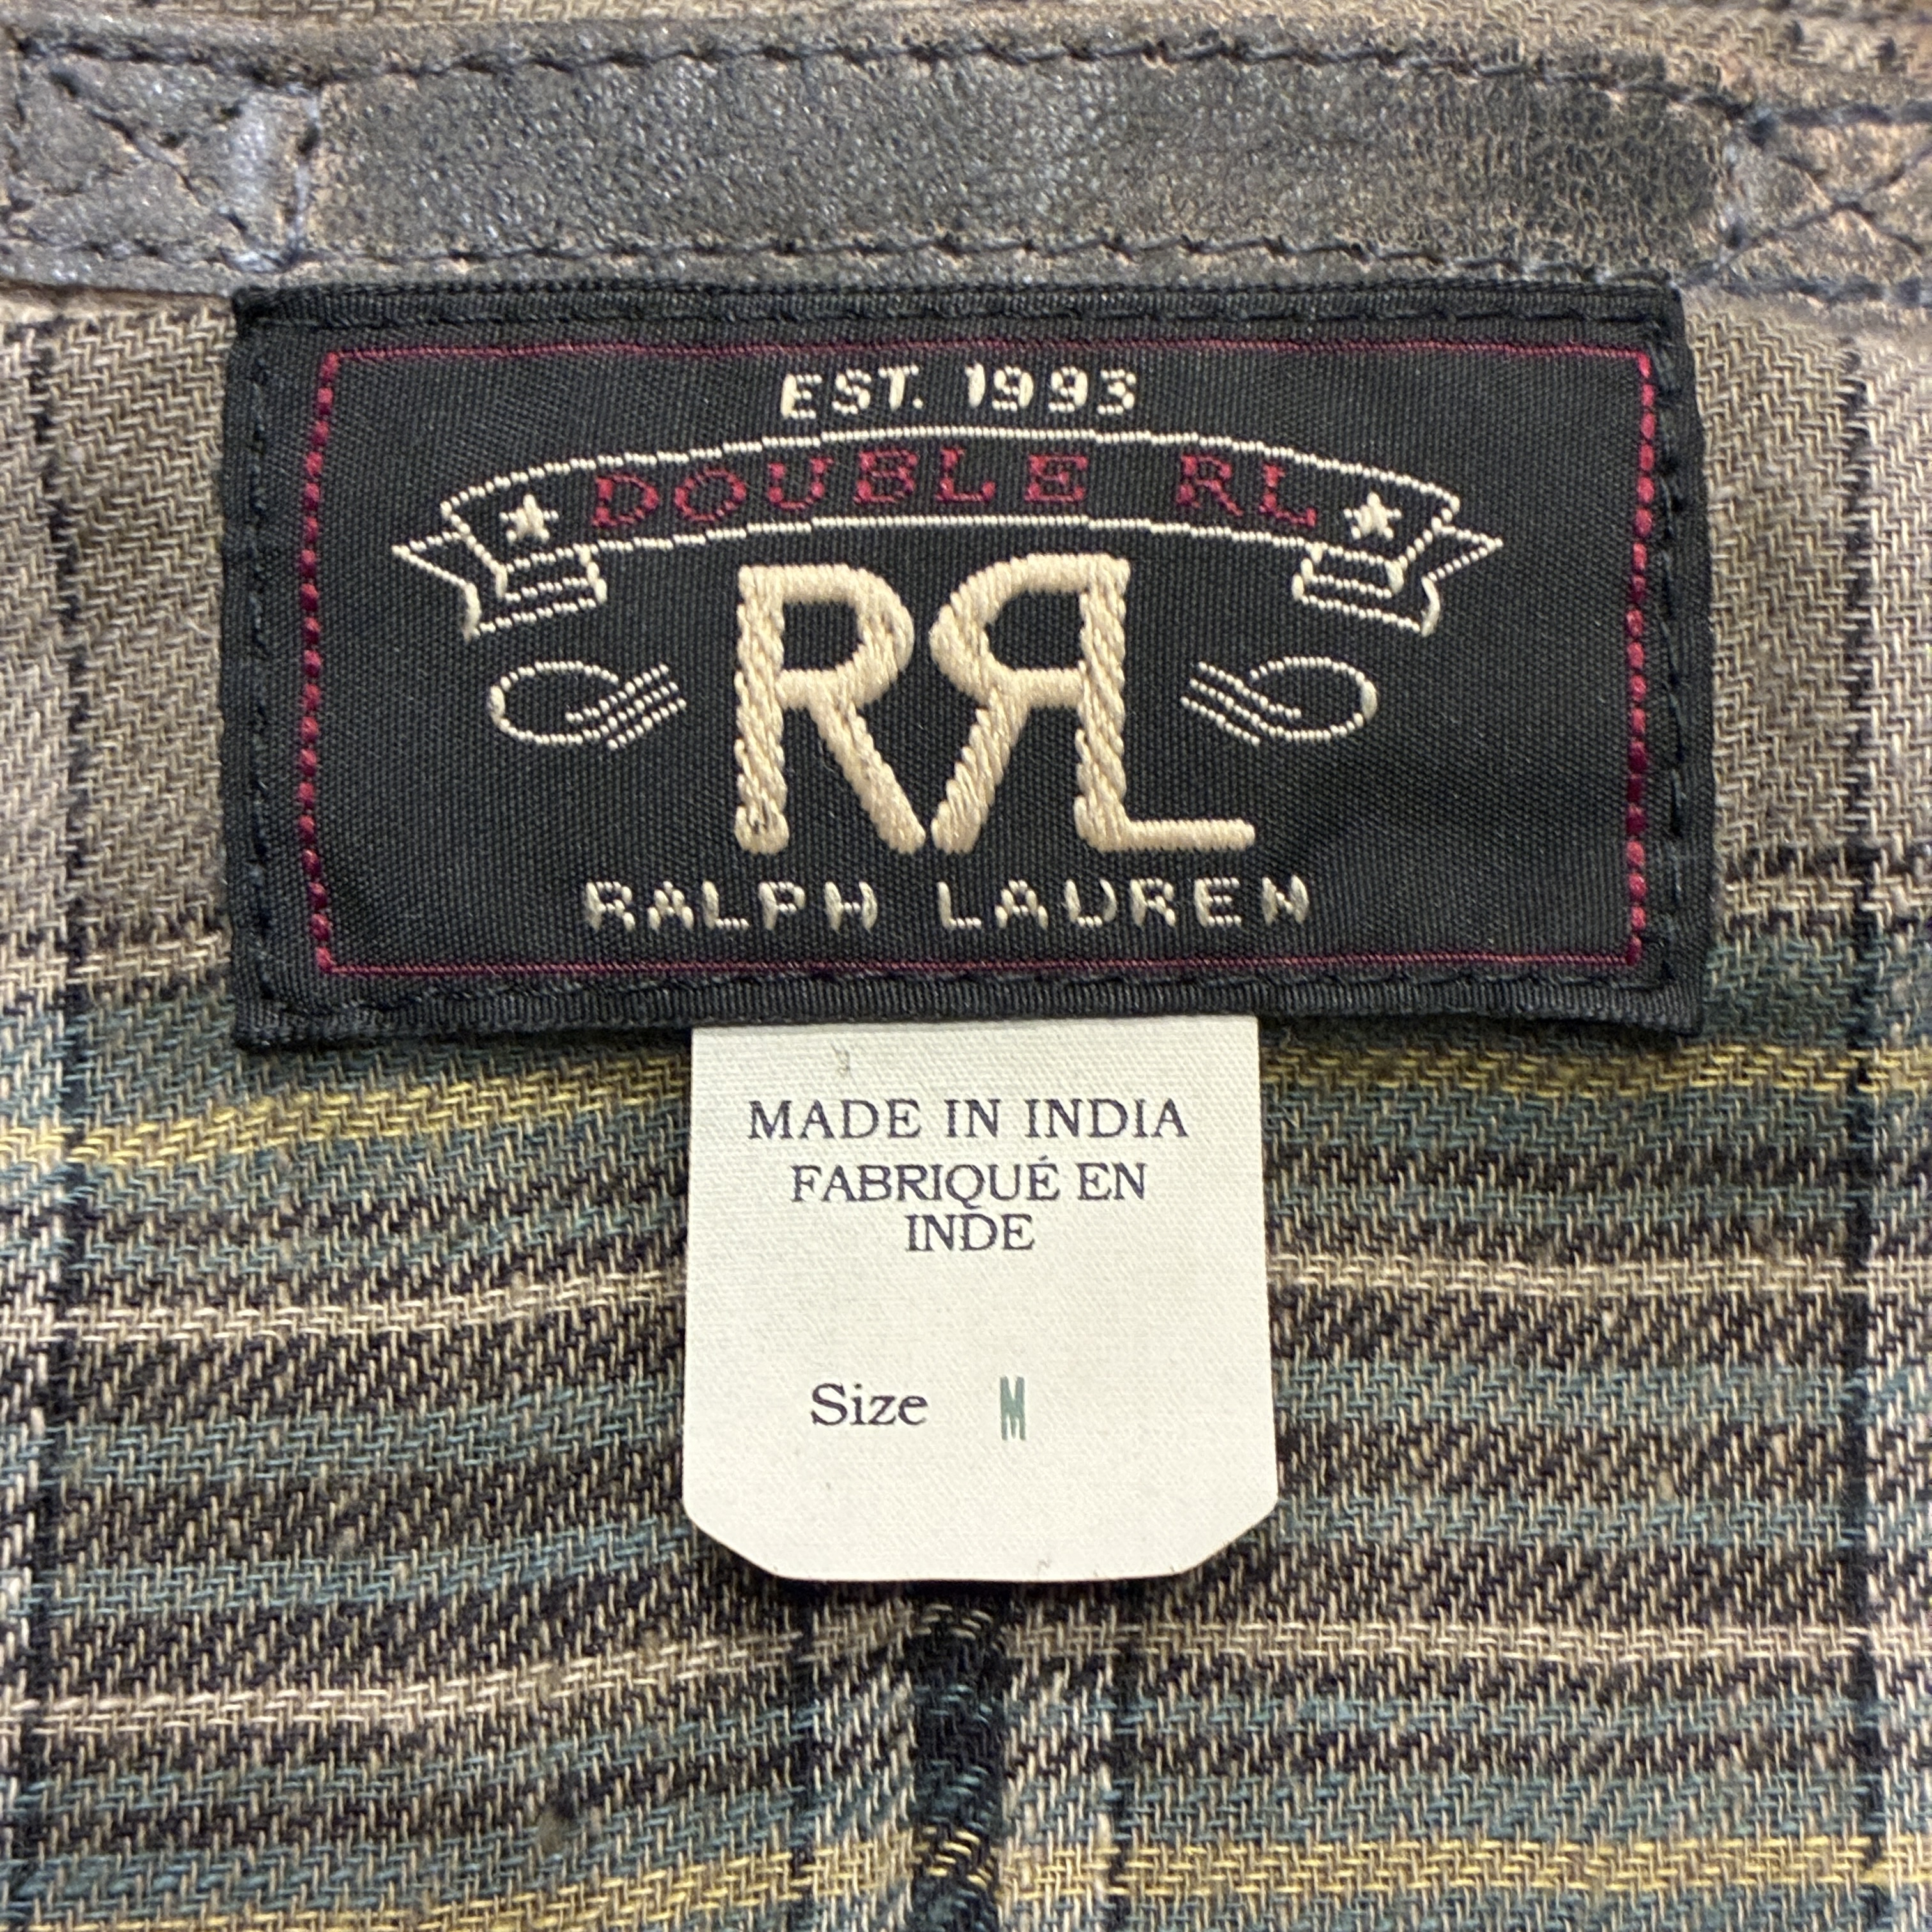 EST. 1993
DOUBLE RL
RRL
RALPH LAUREN
MADE IN INDIA
FABRIQUÉ EN
INDE
Size M